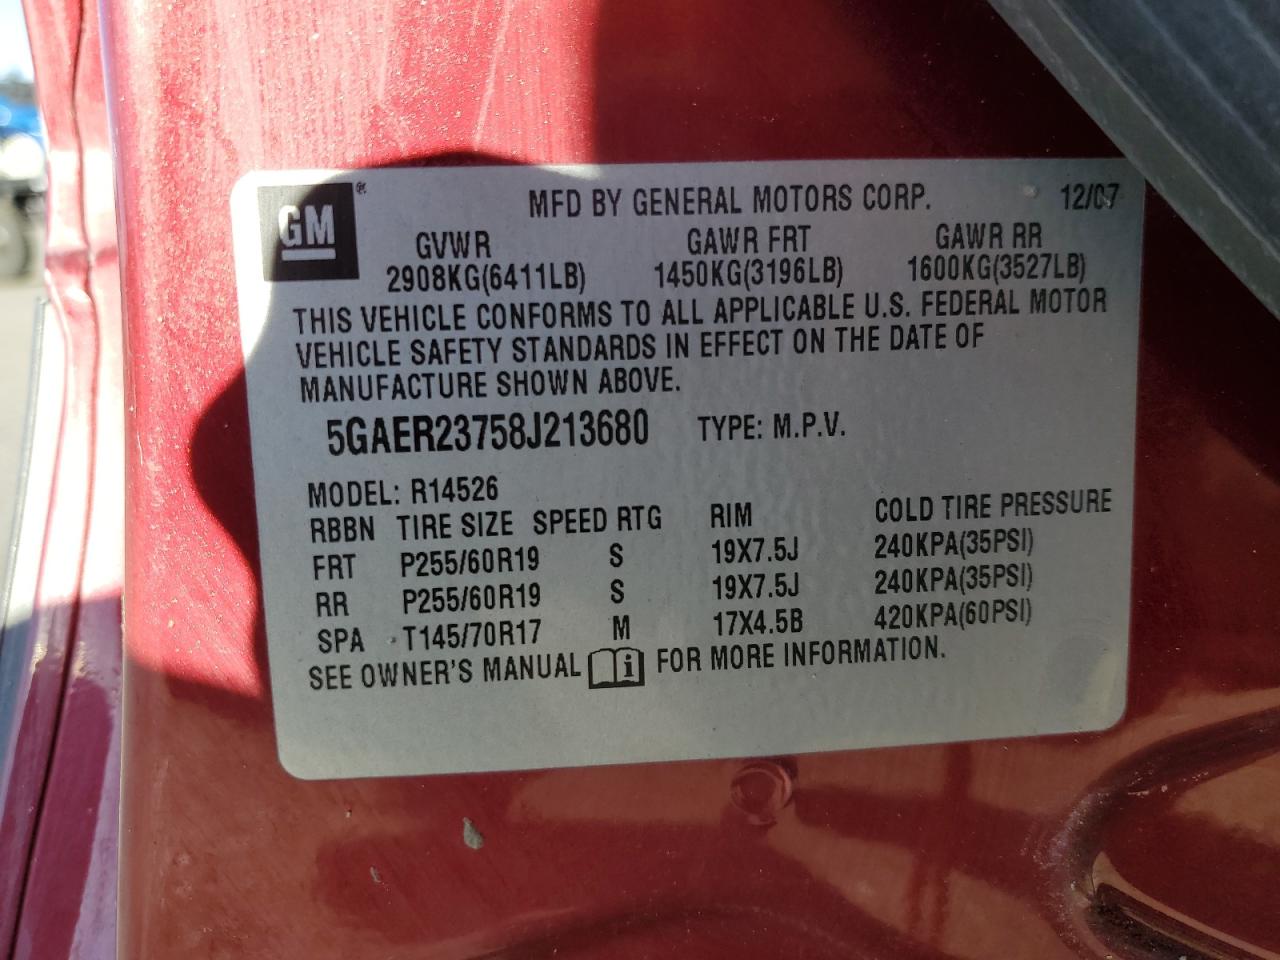 GM®
MFD BY GENERAL MOTORS CORP. 12/07
GVWR GAWR FRT GAWR RR
2908KG(6411LB) 1450KG(3196LB) 1600KG(3527LB)
THIS VEHICLE CONFORMS TO ALL APPLICABLE U.S. FEDERAL MOTOR
VEHICLE SAFETY STANDARDS IN EFFECT ON THE DATE OF
MANUFACTURE SHOWN ABOVE.
5GAER23758J213680 TYPE: M.P.V.
MODEL: R14526
RBBN TIRE SIZE SPEED RTG RIM COLD TIRE PRESSURE
FRT P255/60R19 S 19X7.5J 240KPA(35PSI)
RR P255/60R19 S 19X7.5J 240KPA(35PSI)
SPA T145/70R17 M 17X4.5B 420KPA(60PSI)
SEE OWNER'S MANUAL i FOR MORE INFORMATION.